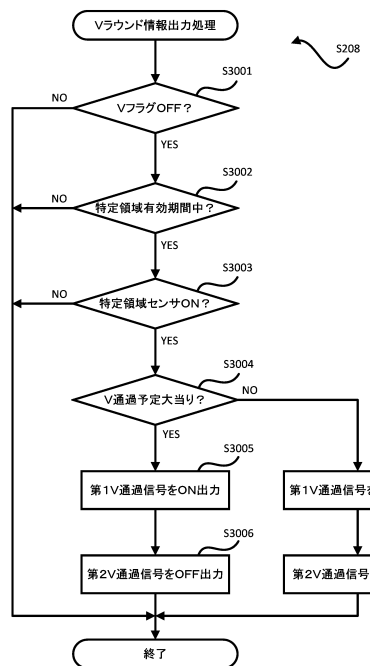 Vラウンド情報出力処理
S208
S3001
VフラグOFF?
NO
YES
S3002
特定領域有効期間中?
NO
YES
S3003
特定領域センサON?
NO
YES
S3004
V通過予定大当り?
NO
YES
S3005
第1V通過信号をON出力
第1V通過信号を
S3006
第2V通過信号をOFF出力
第2V通過信号
終了